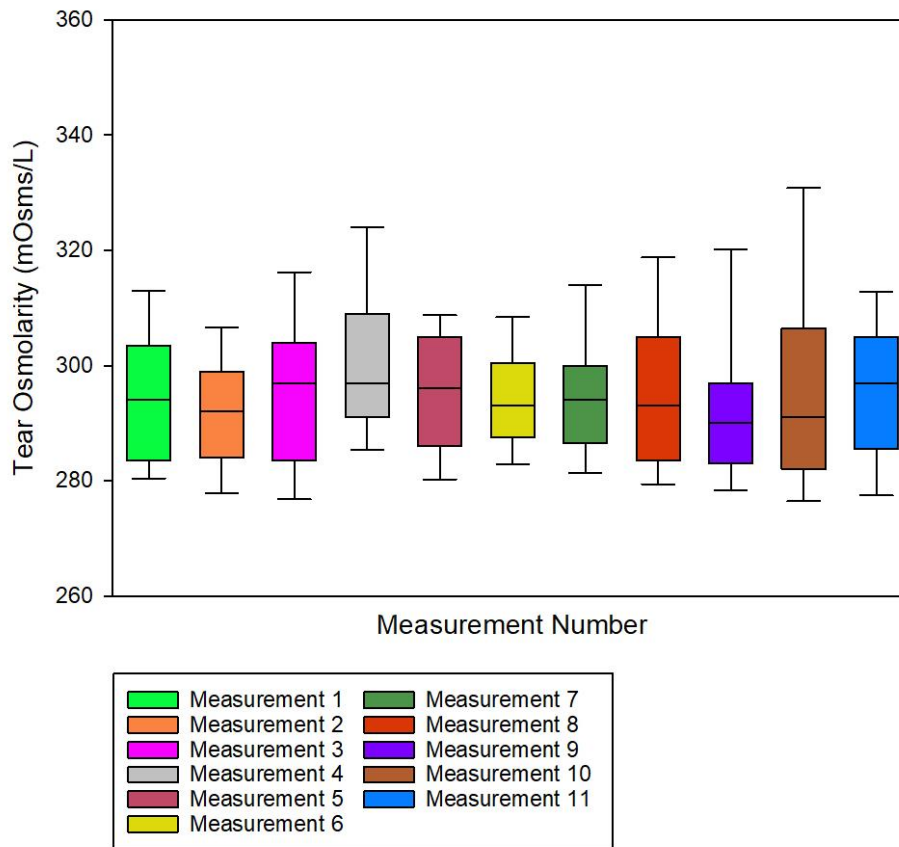 360
340
320
300
280
260
Tear Osmolarity (mOsms/L)
Measurement Number
Measurement 1
Measurement 2
Measurement 3
Measurement 4
Measurement 5
Measurement 6
Measurement 7
Measurement 8
Measurement 9
Measurement 10
Measurement 11